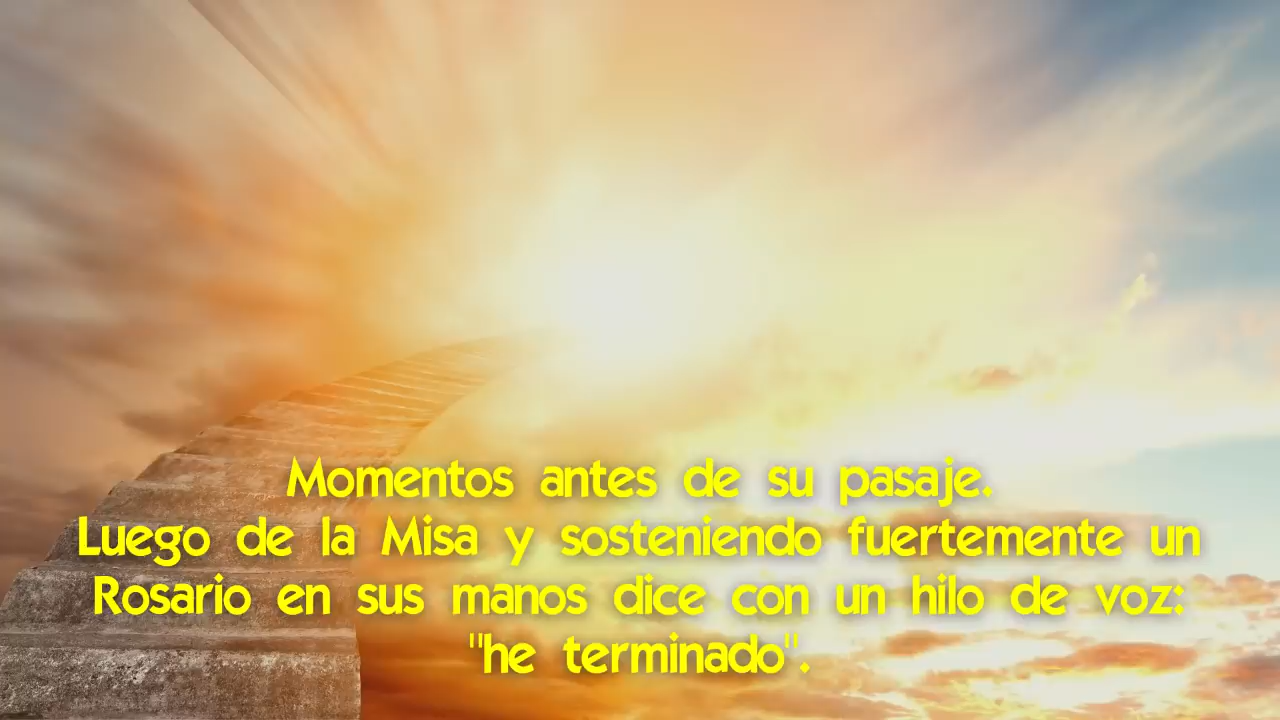 Momentos antes de su pasaje.
Luego de la Misa y sosteniendo fuertemente un
Rosario en sus manos dice con un hilo de voz:
"he terminado".